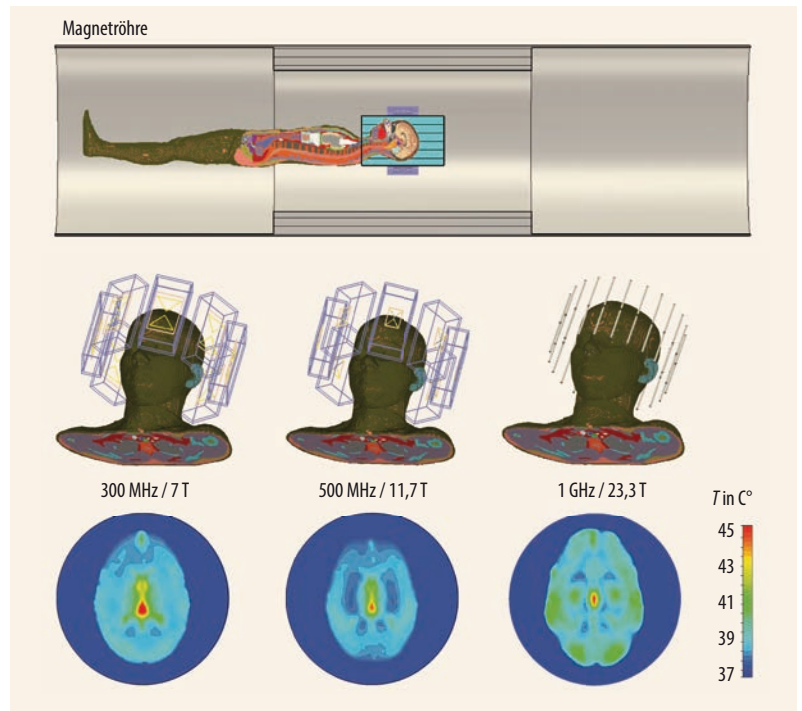 Magnetröhre
300 MHz / 7 T
500 MHz / 11,7 T
1 GHz / 23,3 T
T in C°
45
43
41
39
37